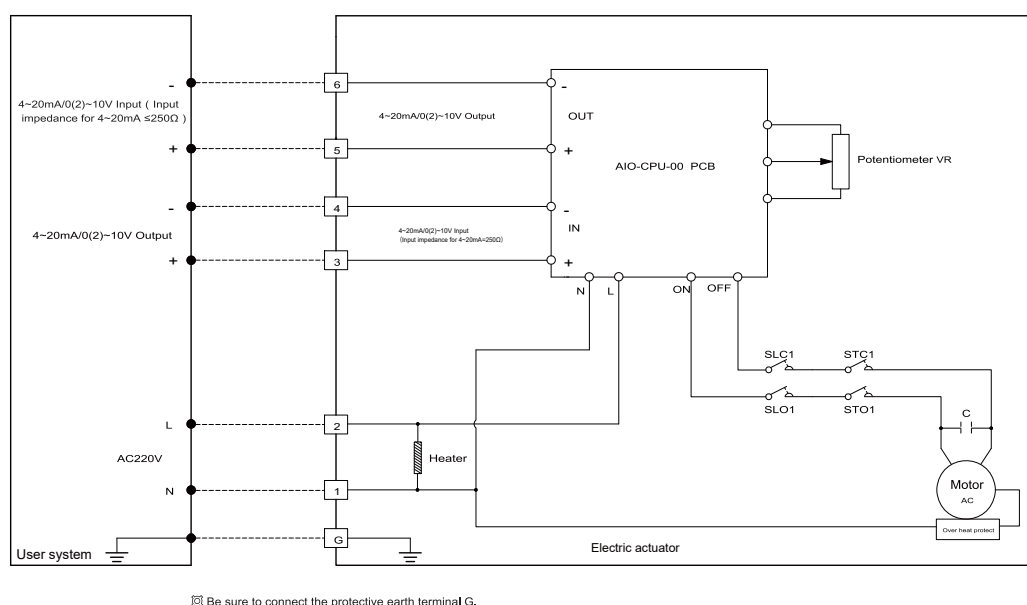 6
-
-
4~20mA/0(2)~10V Input ( Input
impedance for 4~20mA ≤250Ω )
4~20mA/0(2)~10V Output
OUT
+
5
+
AIO-CPU-00 PCB
Potentiometer VR
-
4
-
4~20mA/0(2)~10V Output
4~20mA/0(2)~10V Input
(Input impedance for 4~20mA=250Ω)
IN
+
3
+
N
L
ON
OFF
SLC1
STC1
SLO1
STO1
C
L
2
AC220V
Heater
N
1
Motor
AC
Over heat protect
G
User system
Electric actuator
Be sure to connect the protective earth terminal G.